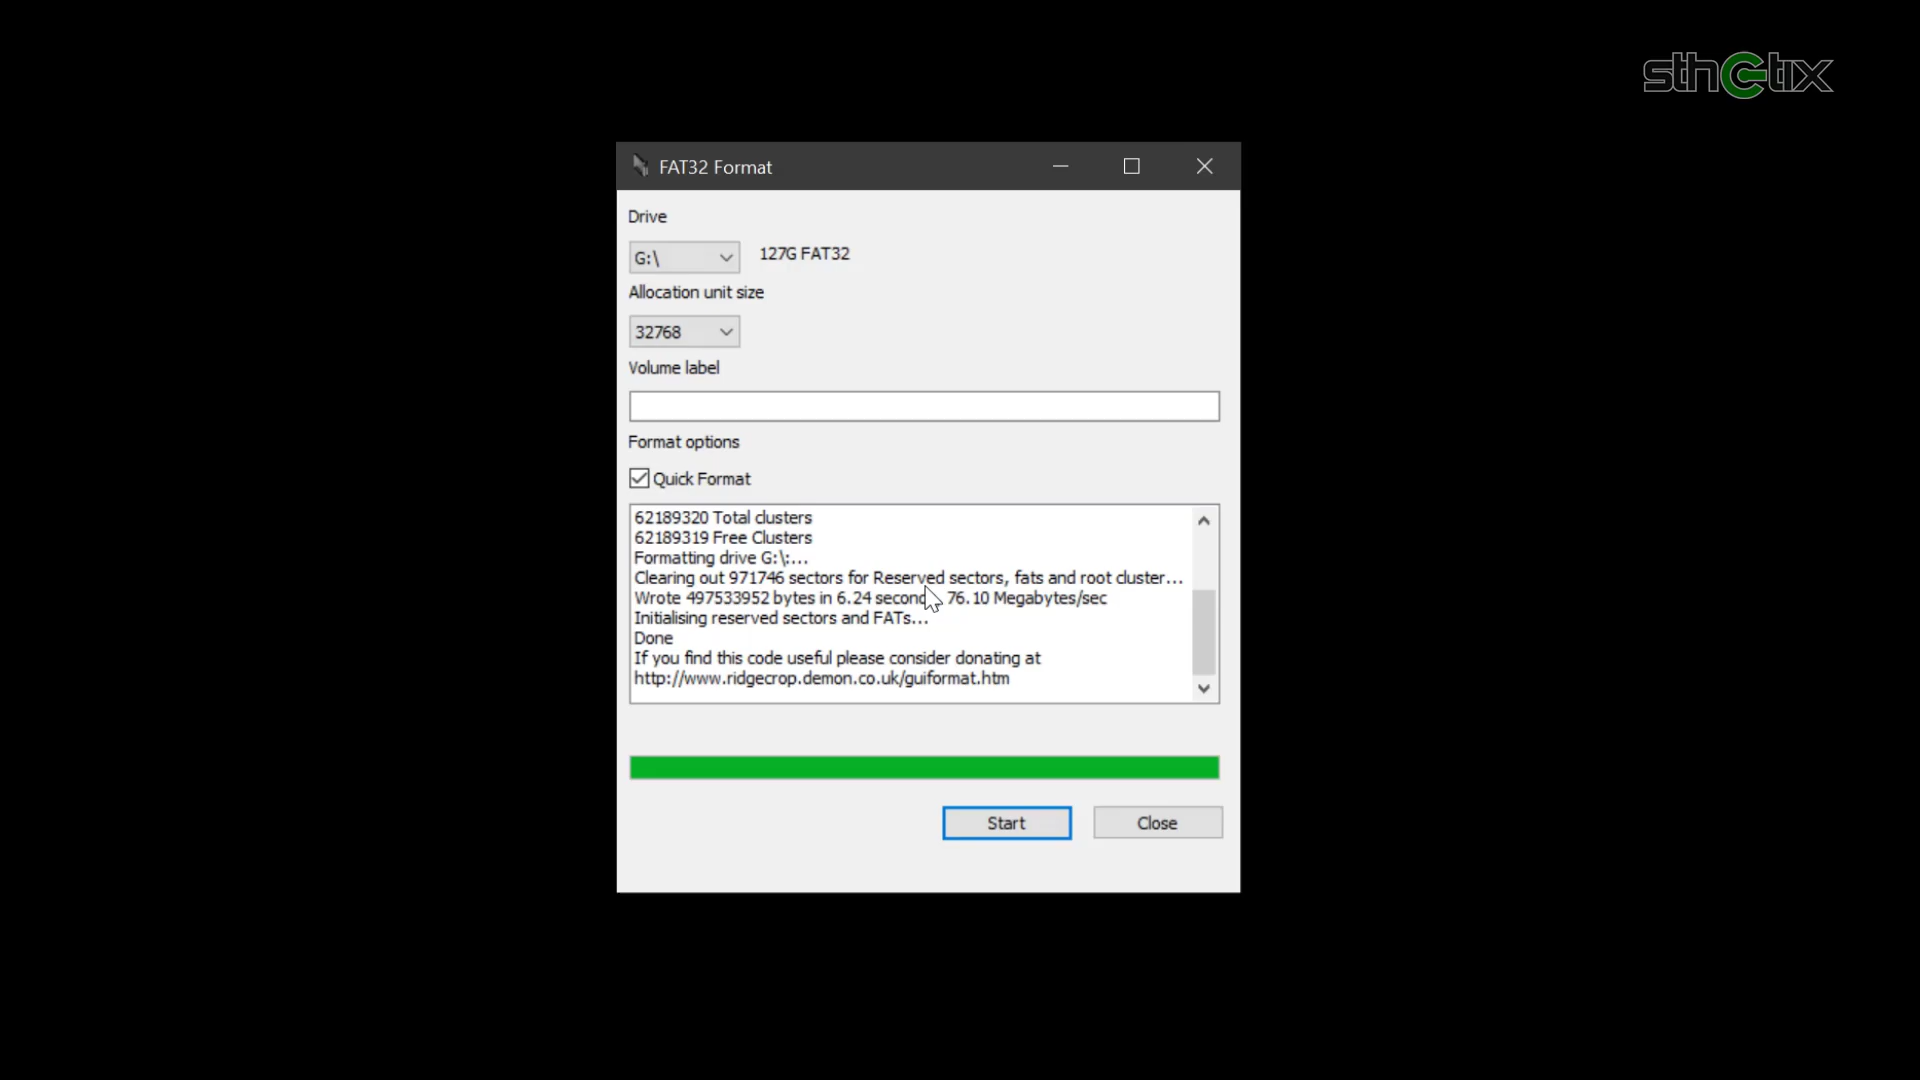 sthetix
FAT32 Format
Drive
G:\ 127G FAT32
Allocation unit size
32768
Volume label
Format options
Quick Format
62189320 Total clusters
62189319 Free Clusters
Formatting drive G:\:...
Clearing out 971746 sectors for Reserved sectors, fats and root cluster...
Wrote 497533952 bytes in 6.24 second 76.10 Megabytes/sec
Initialising reserved sectors and FATs...
Done
If you find this code useful please consider donating at
http://www.ridgecrop.demon.co.uk/guiformat.htm
Start Close